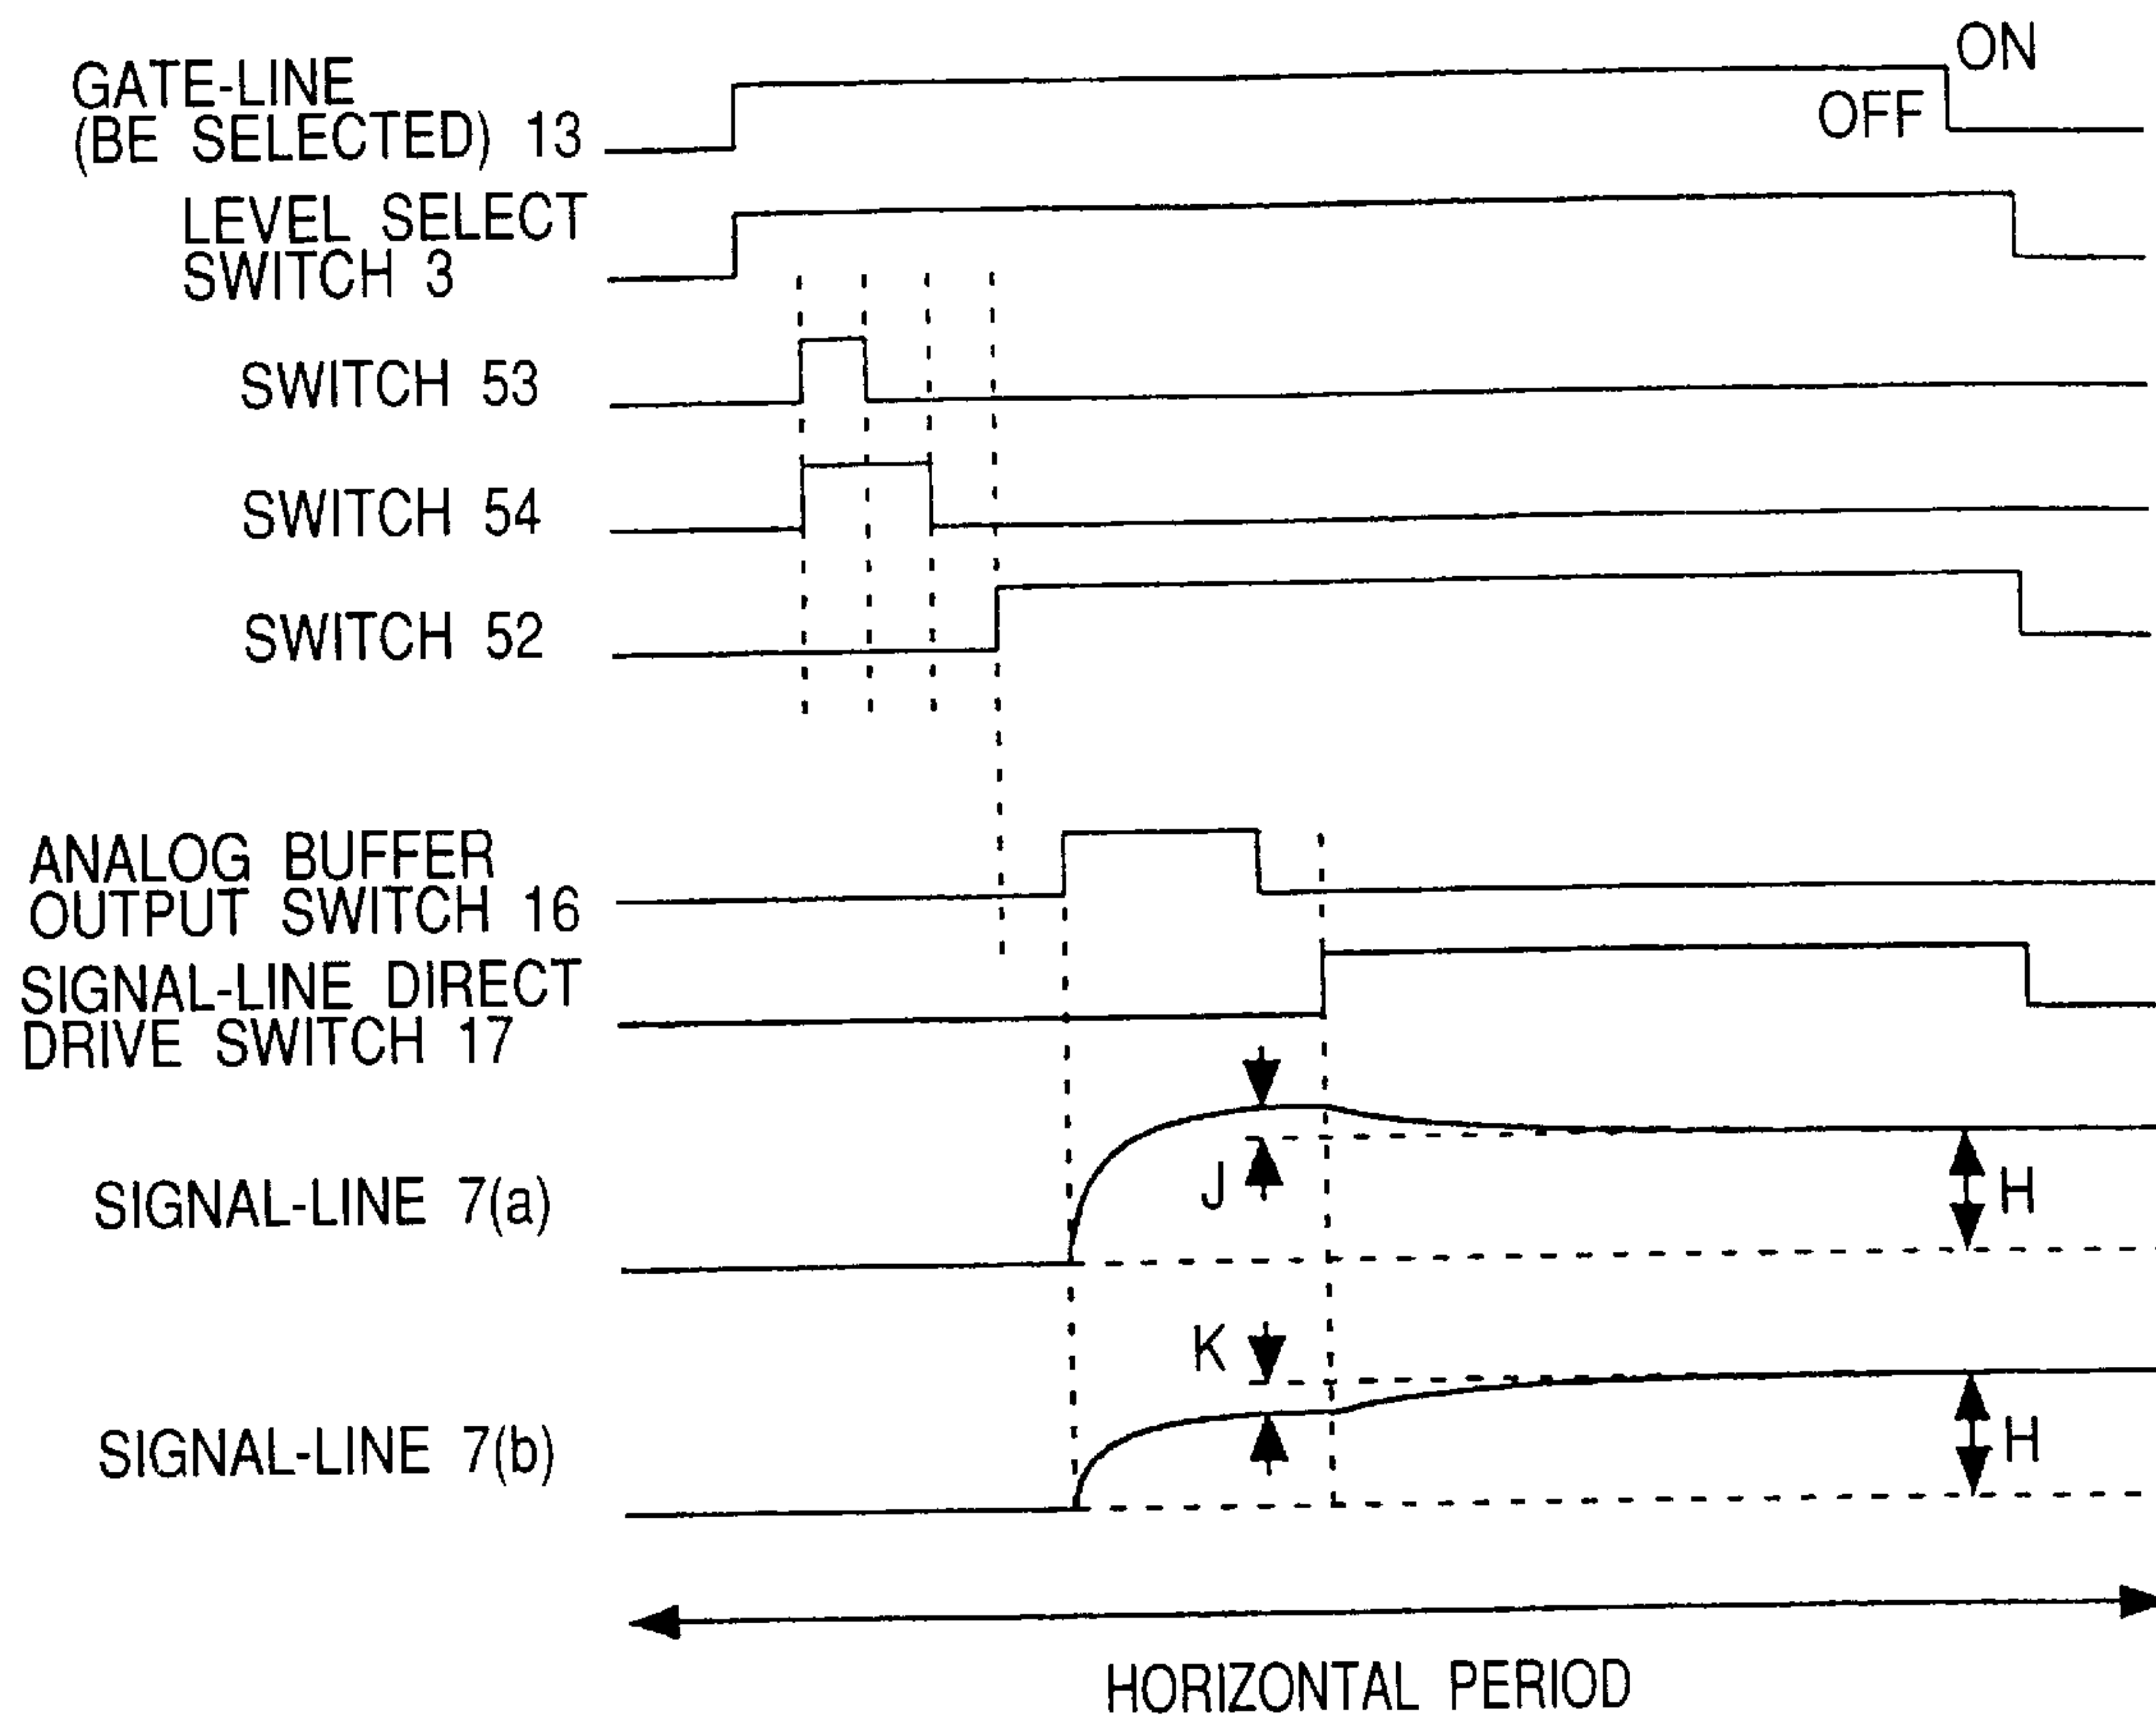 ON
GATE-LINE
(BE SELECTED) 13
OFF
LEVEL SELECT
SWITCH 3
SWITCH 53
SWITCH 54
SWITCH 52
ANALOG BUFFER
OUTPUT SWITCH 16
SIGNAL-LINE DIRECT
DRIVE SWITCH 17
J
H
SIGNAL-LINE 7(a)
K
H
SIGNAL-LINE 7(b)
HORIZONTAL PERIOD